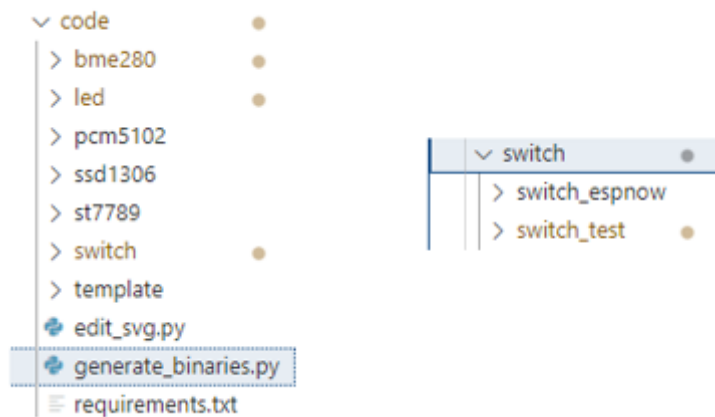 code
bme280
led
pcm5102
ssd1306
st7789
switch
template
edit_svg.py
generate_binaries.py
requirements.txt
switch
switch_espnow
switch_test